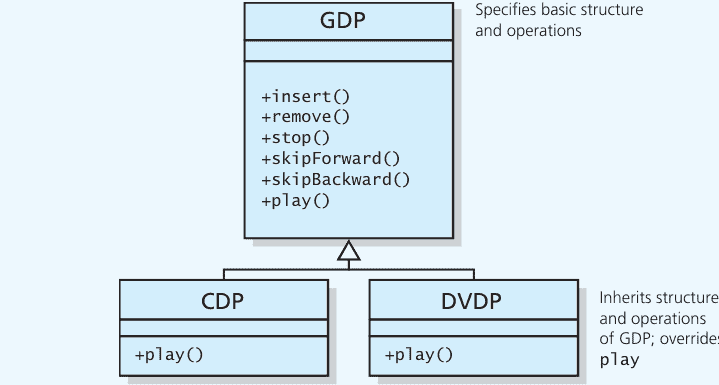 GDP
Specifies basic structure
and operations
+insert()
+remove()
+stop()
+skipForward()
+skipBackward()
+play()
CDP
+play()
DVDP
+play()
Inherits structure
and operations
of GDP; overrides
play